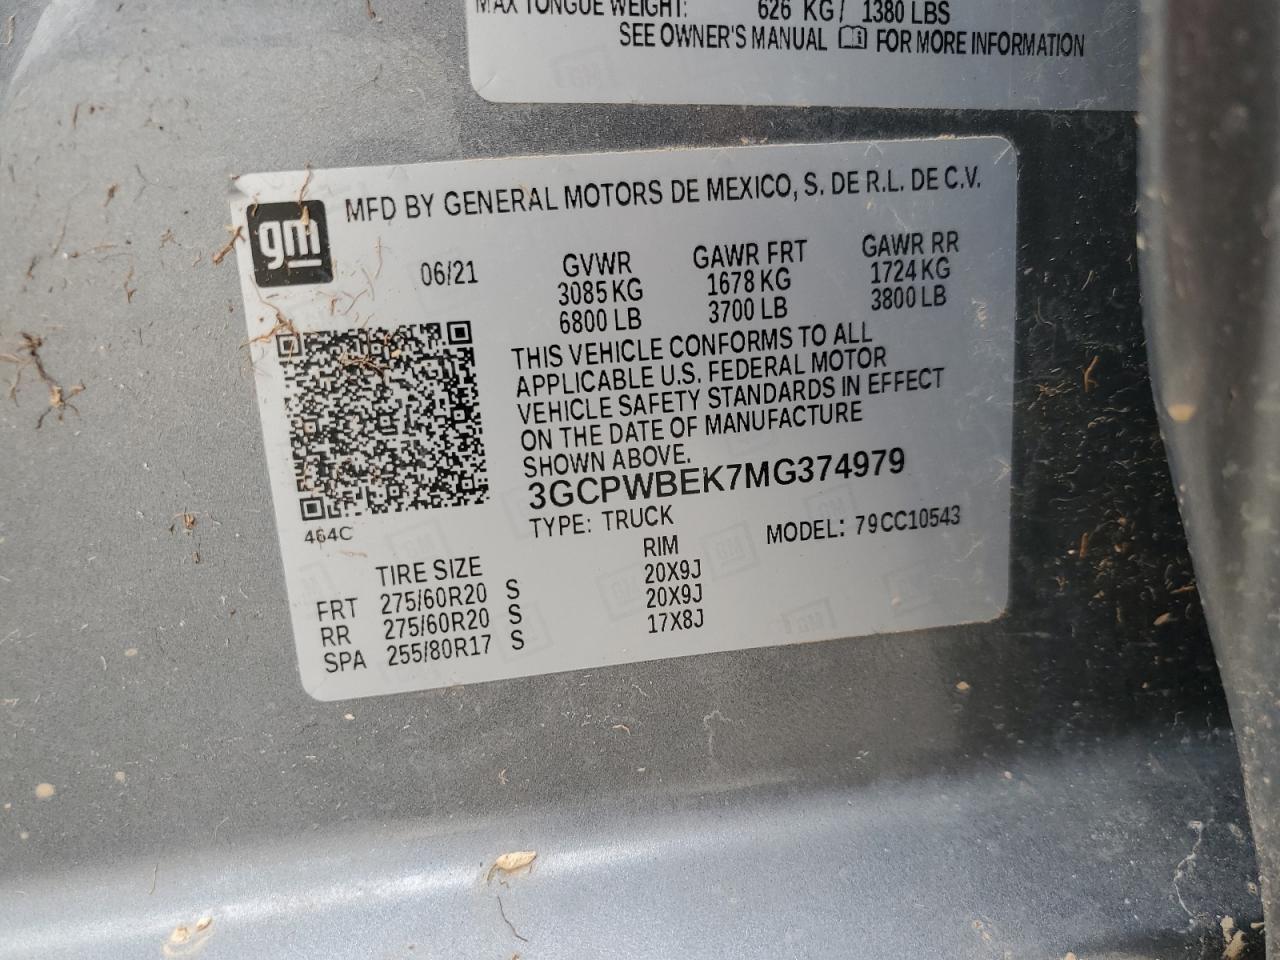 MAX TONGUE WEIGHT: 626 KG/ 1380 LBS
SEE OWNER'S MANUAL FOR MORE INFORMATION
gm
MFD BY GENERAL MOTORS DE MEXICO, S. DE R.L. DE C.V.
06/21 GVWR GAWR FRT GAWR RR
3085 KG 1678 KG 1724 KG
6800 LB 3700 LB 3800 LB
THIS VEHICLE CONFORMS TO ALL
APPLICABLE U.S. FEDERAL MOTOR
VEHICLE SAFETY STANDARDS IN EFFECT
ON THE DATE OF MANUFACTURE
SHOWN ABOVE.
3GCPWBEK7MG374979
464C
TYPE: TRUCK MODEL: 79CC10543
TIRE SIZE RIM
FRT 275/60R20 S 20X9J
RR 275/60R20 S 20X9J
SPA 255/80R17 S 17X8J